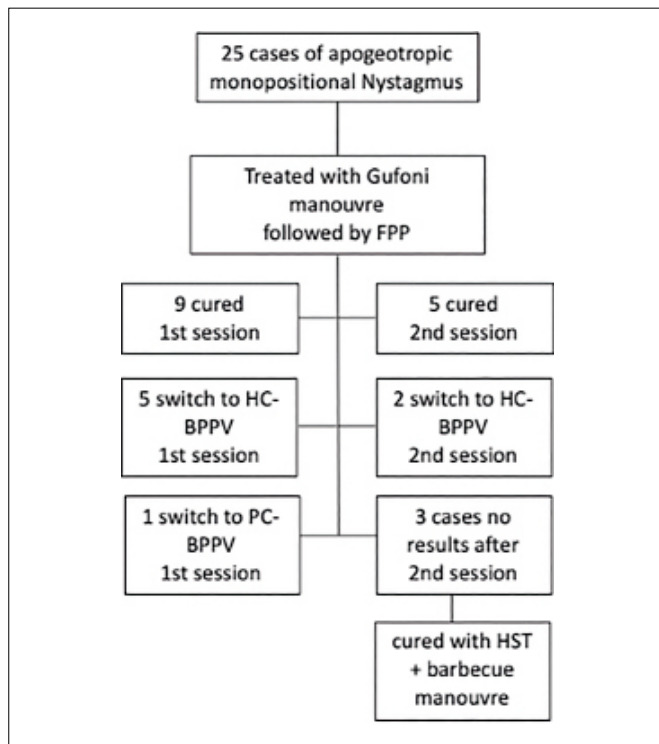 25 cases of apogeotropic
monopositional Nystagmus
Treated with Gufoni
manouvre
followed by FPP
9 cured
1st session
5 cured
2nd session
5 switch to HC-
BPPV
1st session
2 switch to HC-
BPPV
2nd session
1 switch to PC-
BPPV
1st session
3 cases no
results after
2nd session
cured with HST
+ barbecue
manouvre